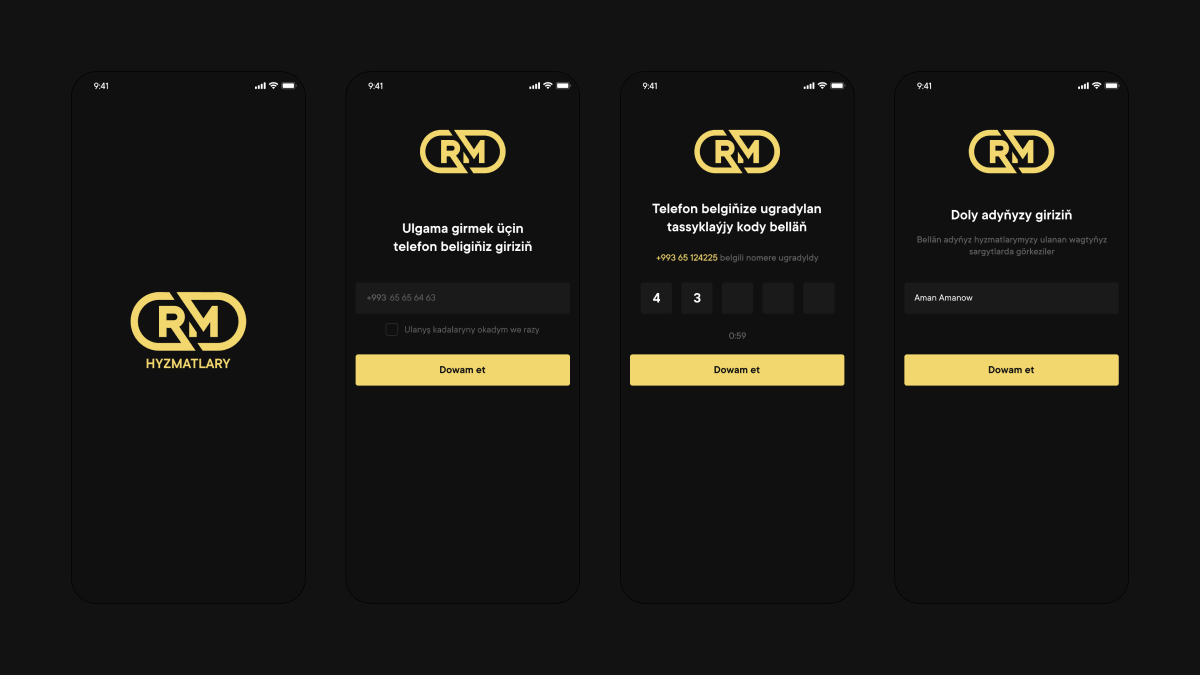 9:41
RM
HYZMATLARY
9:41
RM
Ulgama girmek üçin
telefon beligiňiz giriziň
+993 65 65 64 63
Ulanyş kadalaryny okadym we razy
Dowam et
9:41
RM
Telefon belgiňize ugradylan
tassyklaýjy kody belläň
+993 65 124225 belgili nomere ugradyldy
4 3
0:59
Dowam et
9:41
RM
Doly adyňyzy giriziň
Bellän adyňyz hyzmatlarymyzy ulanan wagtyňyz
sargytlarda görkeziler
Aman Amanow
Dowam et